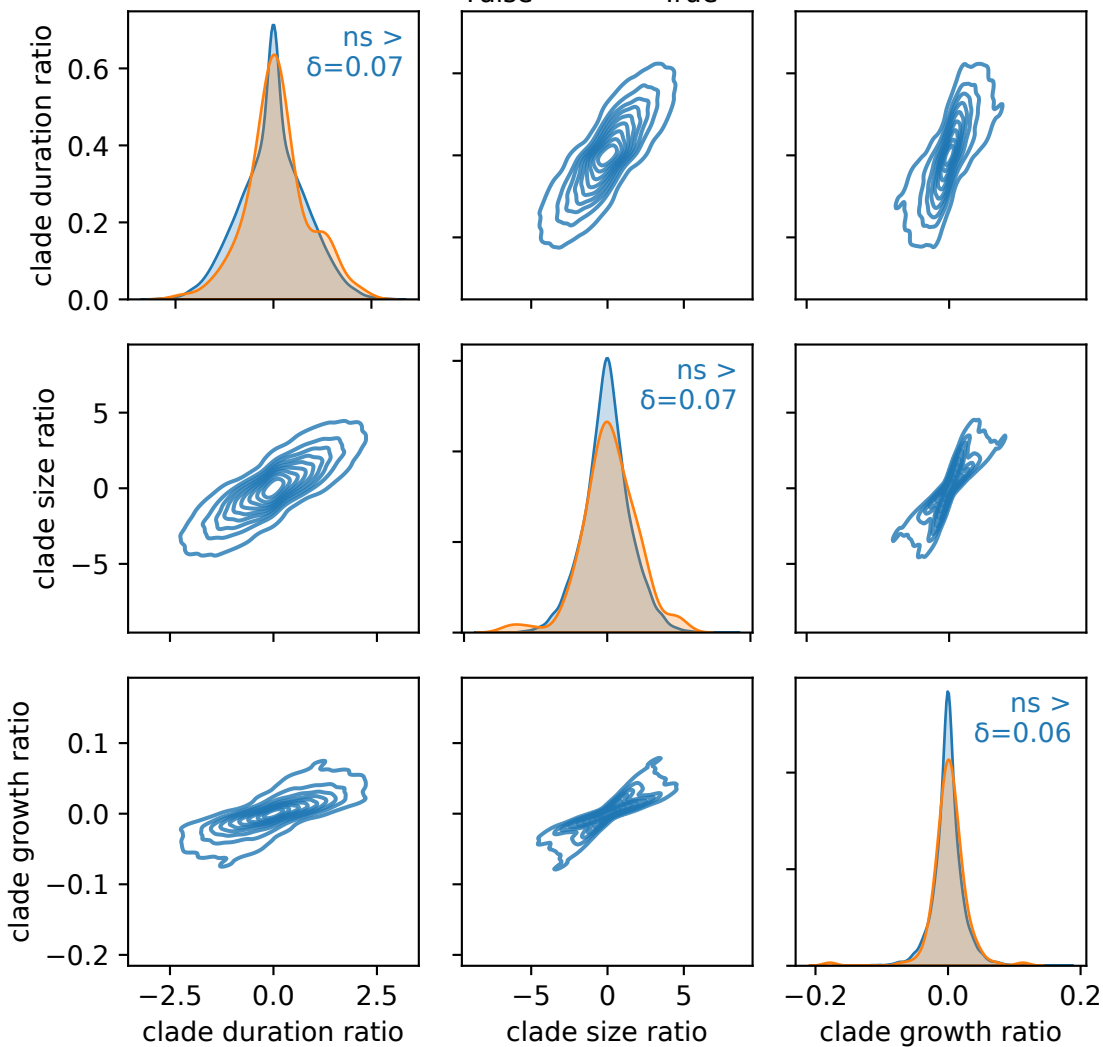 True
clade duration ratio
0.6
0.4
0.2
0.0
ns >
δ=0.07
clade size ratio
5
0
−5
ns >
δ=0.07
clade growth ratio
0.1
0.0
−0.1
−0.2
ns >
δ=0.06
−2.5 0.0 2.5
−5 0 5
−0.2 0.0 0.2
clade duration ratio
clade size ratio
clade growth ratio